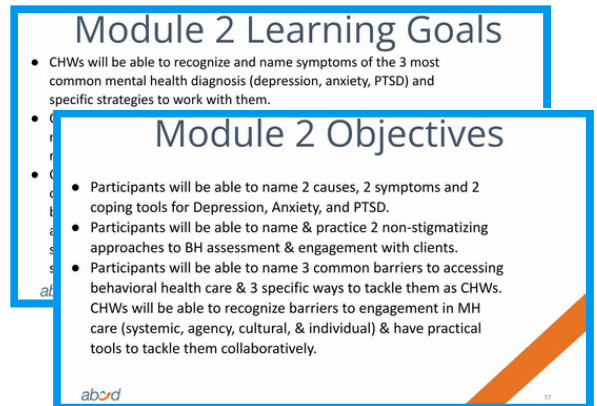 Module 2 Learning Goals
● CHWs will be able to recognize and name symptoms of the 3 most
common mental health diagnosis (depression, anxiety, PTSD) and
specific strategies to work with them.
Module 2 Objectives
● Participants will be able to name 2 causes, 2 symptoms and 2
coping tools for Depression, Anxiety, and PTSD.
● Participants will be able to name & practice 2 non-stigmatizing
approaches to BH assessment & engagement with clients.
● Participants will be able to name 3 common barriers to accessing
behavioral health care & 3 specific ways to tackle them as CHWs.
CHWs will be able to recognize barriers to engagement in MH
care (systemic, agency, cultural, & individual) & have practical
tools to tackle them collaboratively.
57